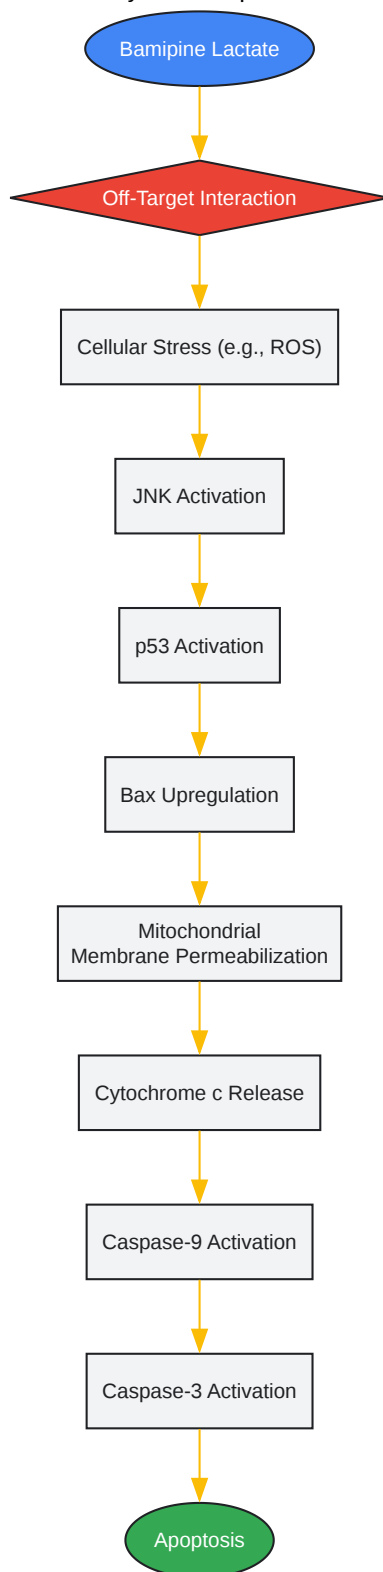 Bamipine Lactate
Off-Target Interaction
Cellular Stress (e.g., ROS)
JNK Activation
p53 Activation
Bax Upregulation
Mitochondrial
Membrane Permeabilization
Cytochrome c Release
Caspase-9 Activation
Caspase-3 Activation
Apoptosis